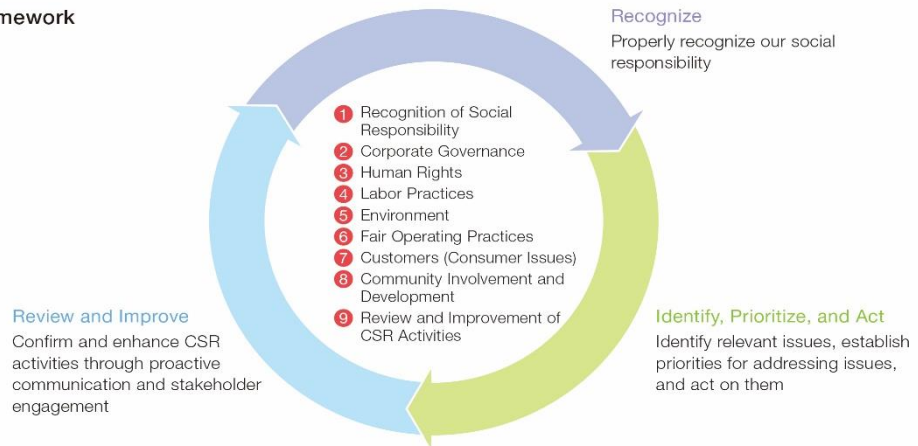 Recognize
Properly recognize our social
responsibility
1 Recognition of Social
Responsibility
2 Corporate Governance
3 Human Rights
4 Labor Practices
5 Environment
6 Fair Operating Practices
7 Customers (Consumer Issues)
8 Community Involvement and
Development
9 Review and Improvement of
CSR Activities
Identify, Prioritize, and Act
Identify relevant issues, establish
priorities for addressing issues,
and act on them
Review and Improve
Confirm and enhance CSR
activities through proactive
communication and stakeholder
engagement